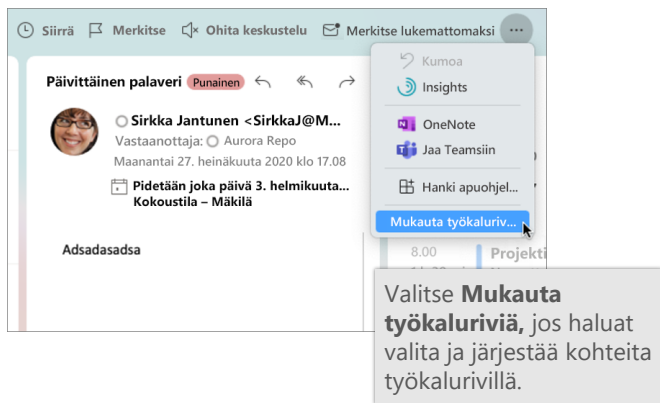 Siirrä Merkitse Ohita keskustelu Merkitse lukemattomaksi ...
Kumoa
Insights
OneNote
Jaa Teamsiin
Hanki apuohjel...
Mukauta työkaluriv...
Päivittäinen palaveri Punainen
Sirkka Jantunen <SirkkaJ@M...
Vastaanottaja: Aurora Repo
Maanantai 27. heinäkuuta 2020 klo 17.08
Pidetään joka päivä 3. helmikuuta...
Kokoustila – Mäkilä
Adsadasadsa
8.00 Projekti
Valitse Mukauta
työkaluriviä, jos haluat
valita ja järjestää kohteita
työkalurivillä.